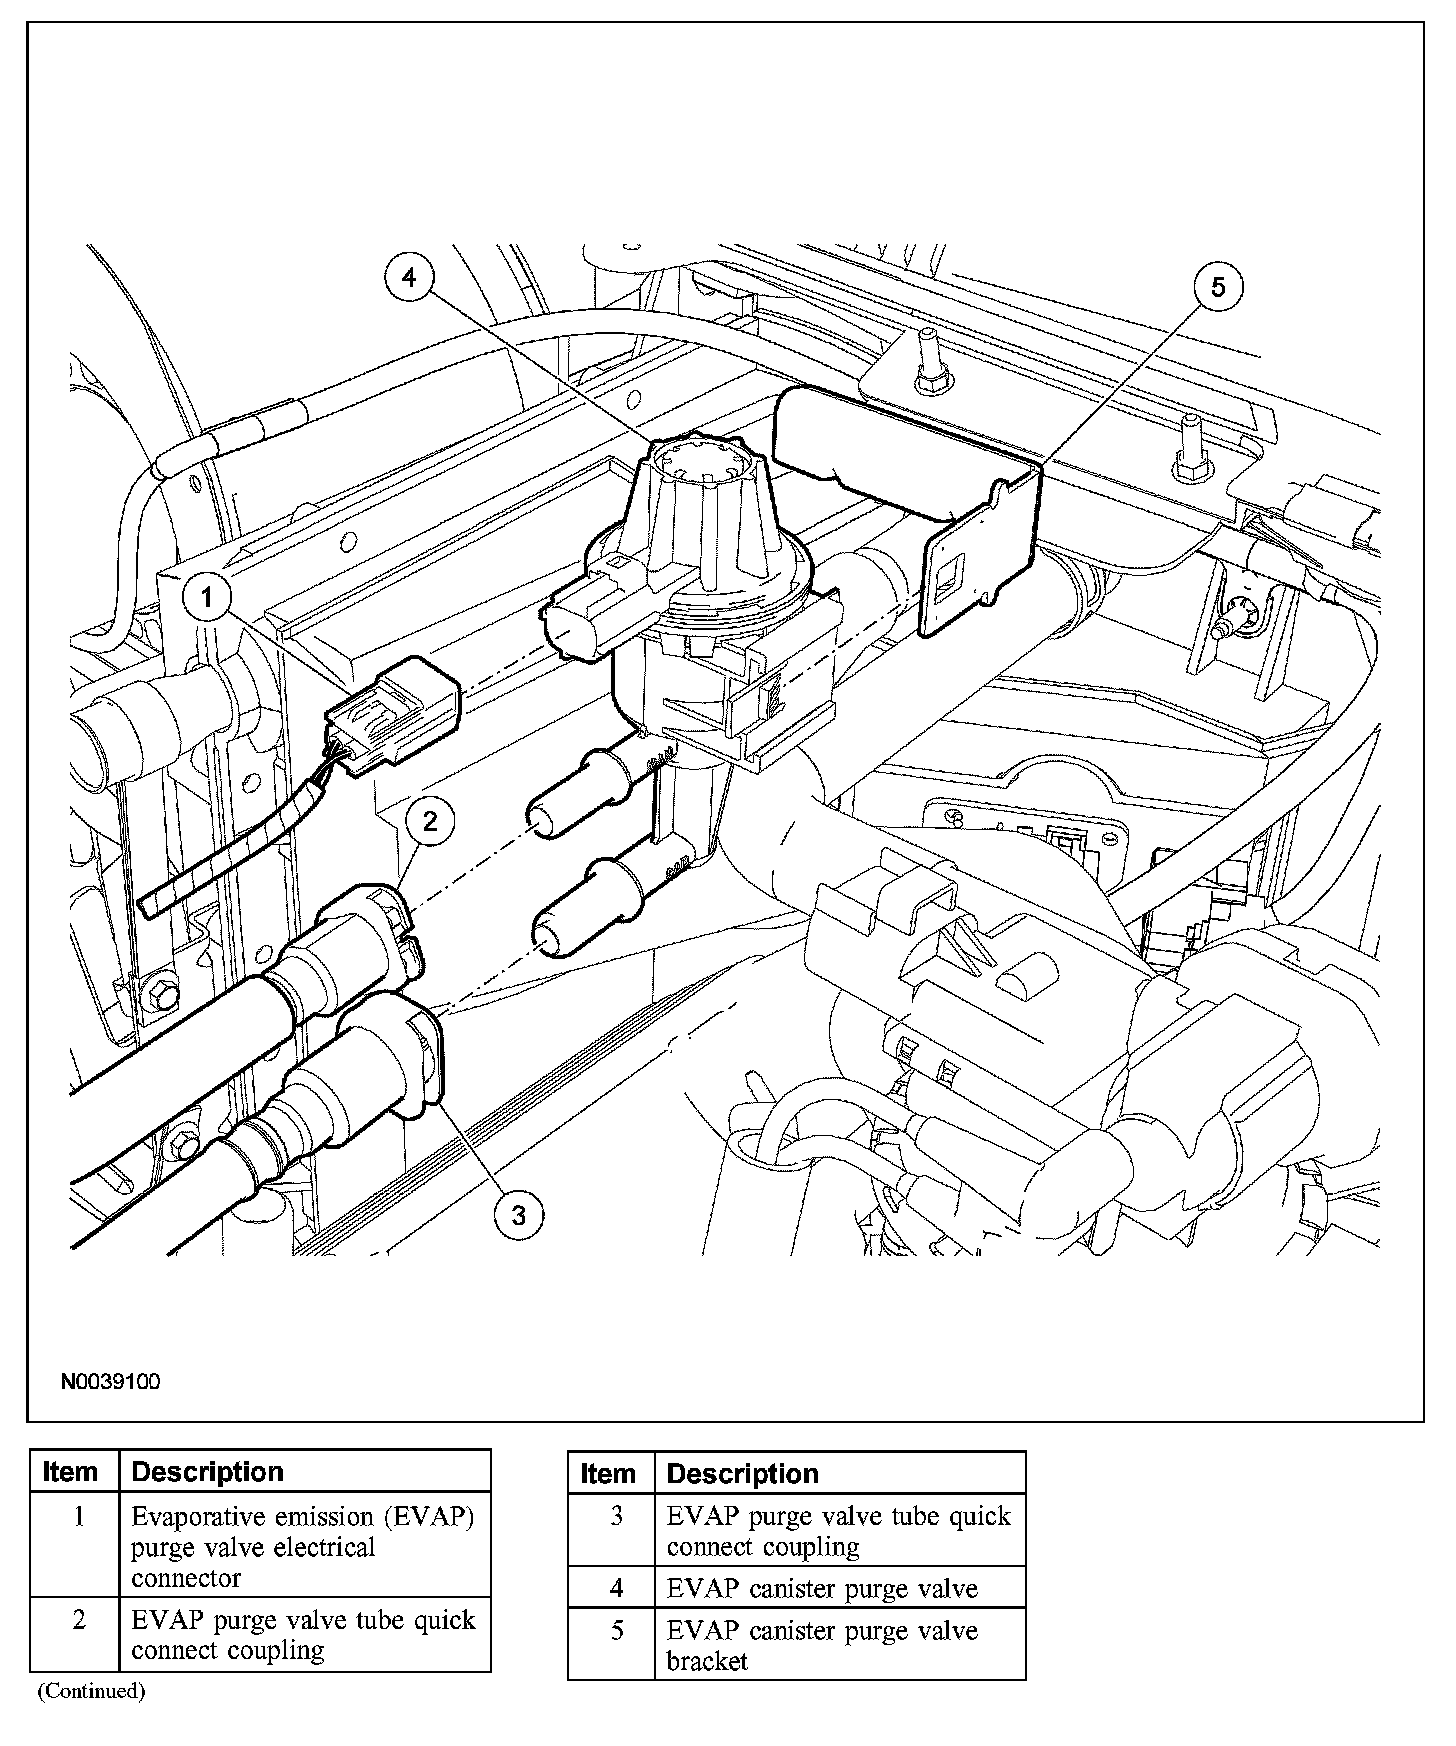 4
5
1
2
3
N0039100
Item Description
1 Evaporative emission (EVAP)
purge valve electrical
connector
2 EVAP purge valve tube quick
connect coupling
(Continued)
Item Description
3 EVAP purge valve tube quick
connect coupling
4 EVAP canister purge valve
5 EVAP canister purge valve
bracket